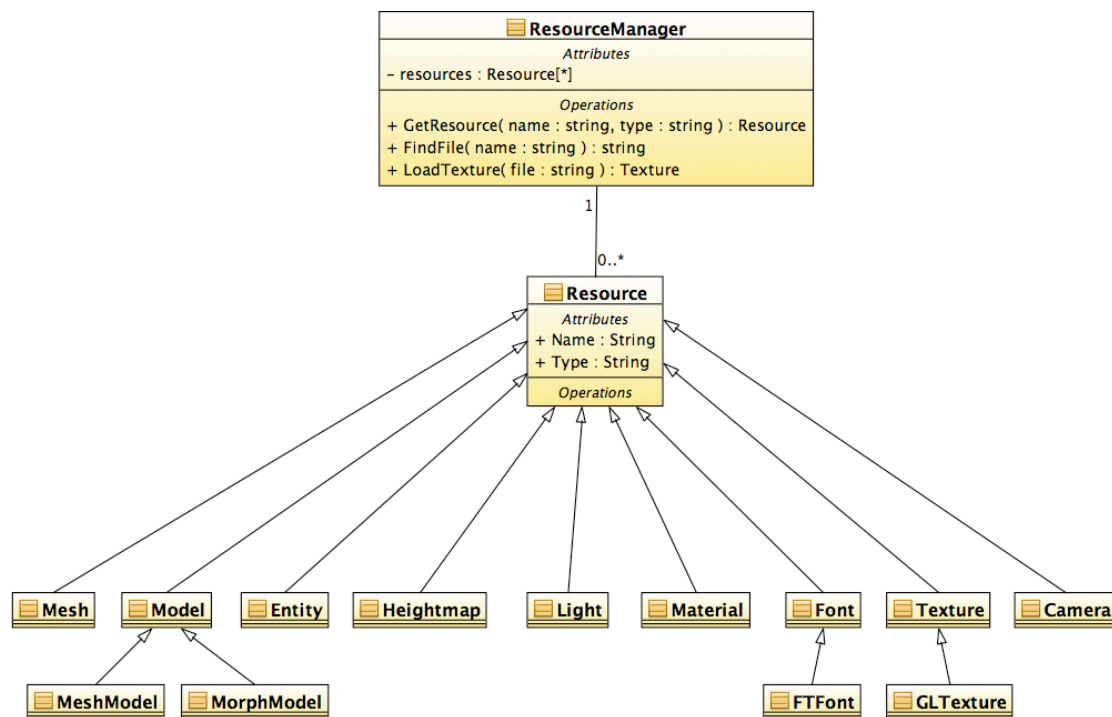 ResourceManager
Attributes
– resources : Resource[*]
Operations
+ GetResource( name : string, type : string ) : Resource
+ FindFile( name : string ) : string
+ LoadTexture( file : string ) : Texture
1
0..*
Resource
Attributes
+ Name : String
+ Type : String
Operations
Mesh Model Entity Heightmap Light Material Font Texture Camera
MeshModel MorphModel FTFont GLTexture